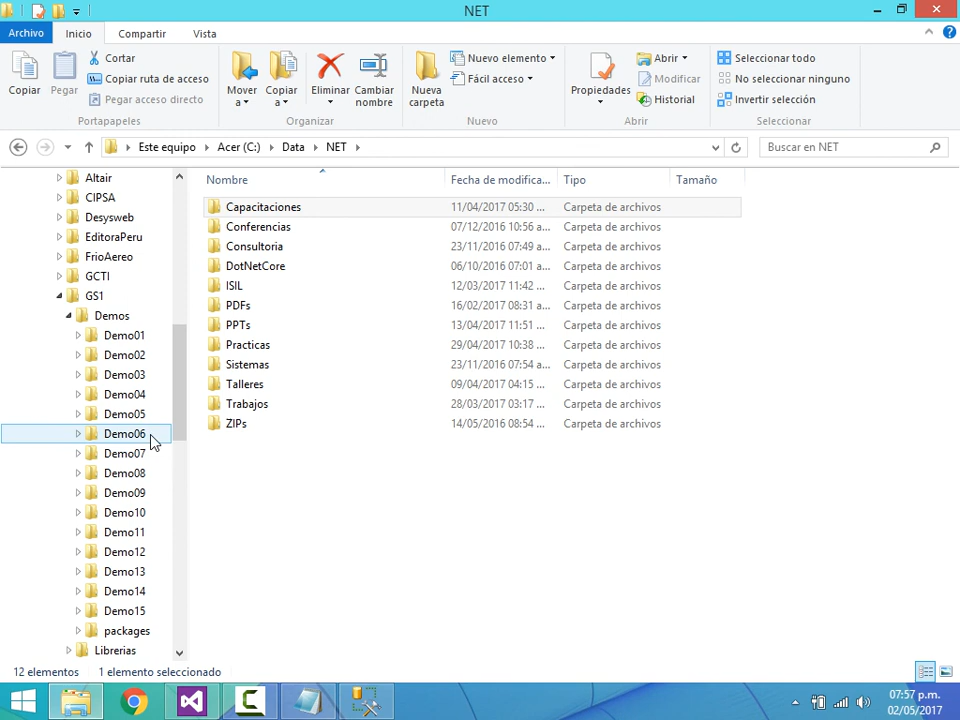 NET
Archivo Inicio Compartir Vista
Copiar
Pegar
Cortar
Copiar ruta de acceso
Pegar acceso directo
Portapapeles
Mover a
Copiar a
Eliminar
Cambiar nombre
Organizar
Nueva carpeta
Nuevo elemento
Fácil acceso
Nuevo
Propiedades
Abrir
Modificar
Historial
Abrir
Seleccionar todo
No seleccionar ninguno
Invertir selección
Seleccionar
Este equipo Acer (C:) Data NET
Buscar en NET
Altair
CIPSA
Desysweb
EditoraPeru
FrioAereo
GCTI
GS1
Demos
Demo01
Demo02
Demo03
Demo04
Demo05
Demo06
Demo07
Demo08
Demo09
Demo10
Demo11
Demo12
Demo13
Demo14
Demo15
packages
Librerias
Nombre Fecha de modifica... Tipo Tamaño
Capacitaciones 11/04/2017 05:30 ... Carpeta de archivos
Conferencias 07/12/2016 10:56 a... Carpeta de archivos
Consultoria 23/11/2016 07:49 a... Carpeta de archivos
DotNetCore 06/10/2016 07:01 a... Carpeta de archivos
ISIL 12/03/2017 11:42 ... Carpeta de archivos
PDFs 16/02/2017 08:31 a... Carpeta de archivos
PPTs 13/04/2017 11:51 ... Carpeta de archivos
Practicas 29/04/2017 10:38 ... Carpeta de archivos
Sistemas 23/11/2016 07:54 a... Carpeta de archivos
Talleres 09/04/2017 04:15 ... Carpeta de archivos
Trabajos 28/03/2017 03:17 ... Carpeta de archivos
ZIPs 14/05/2016 08:54 ... Carpeta de archivos
12 elementos 1 elemento seleccionado
07:57 p.m.
02/05/2017